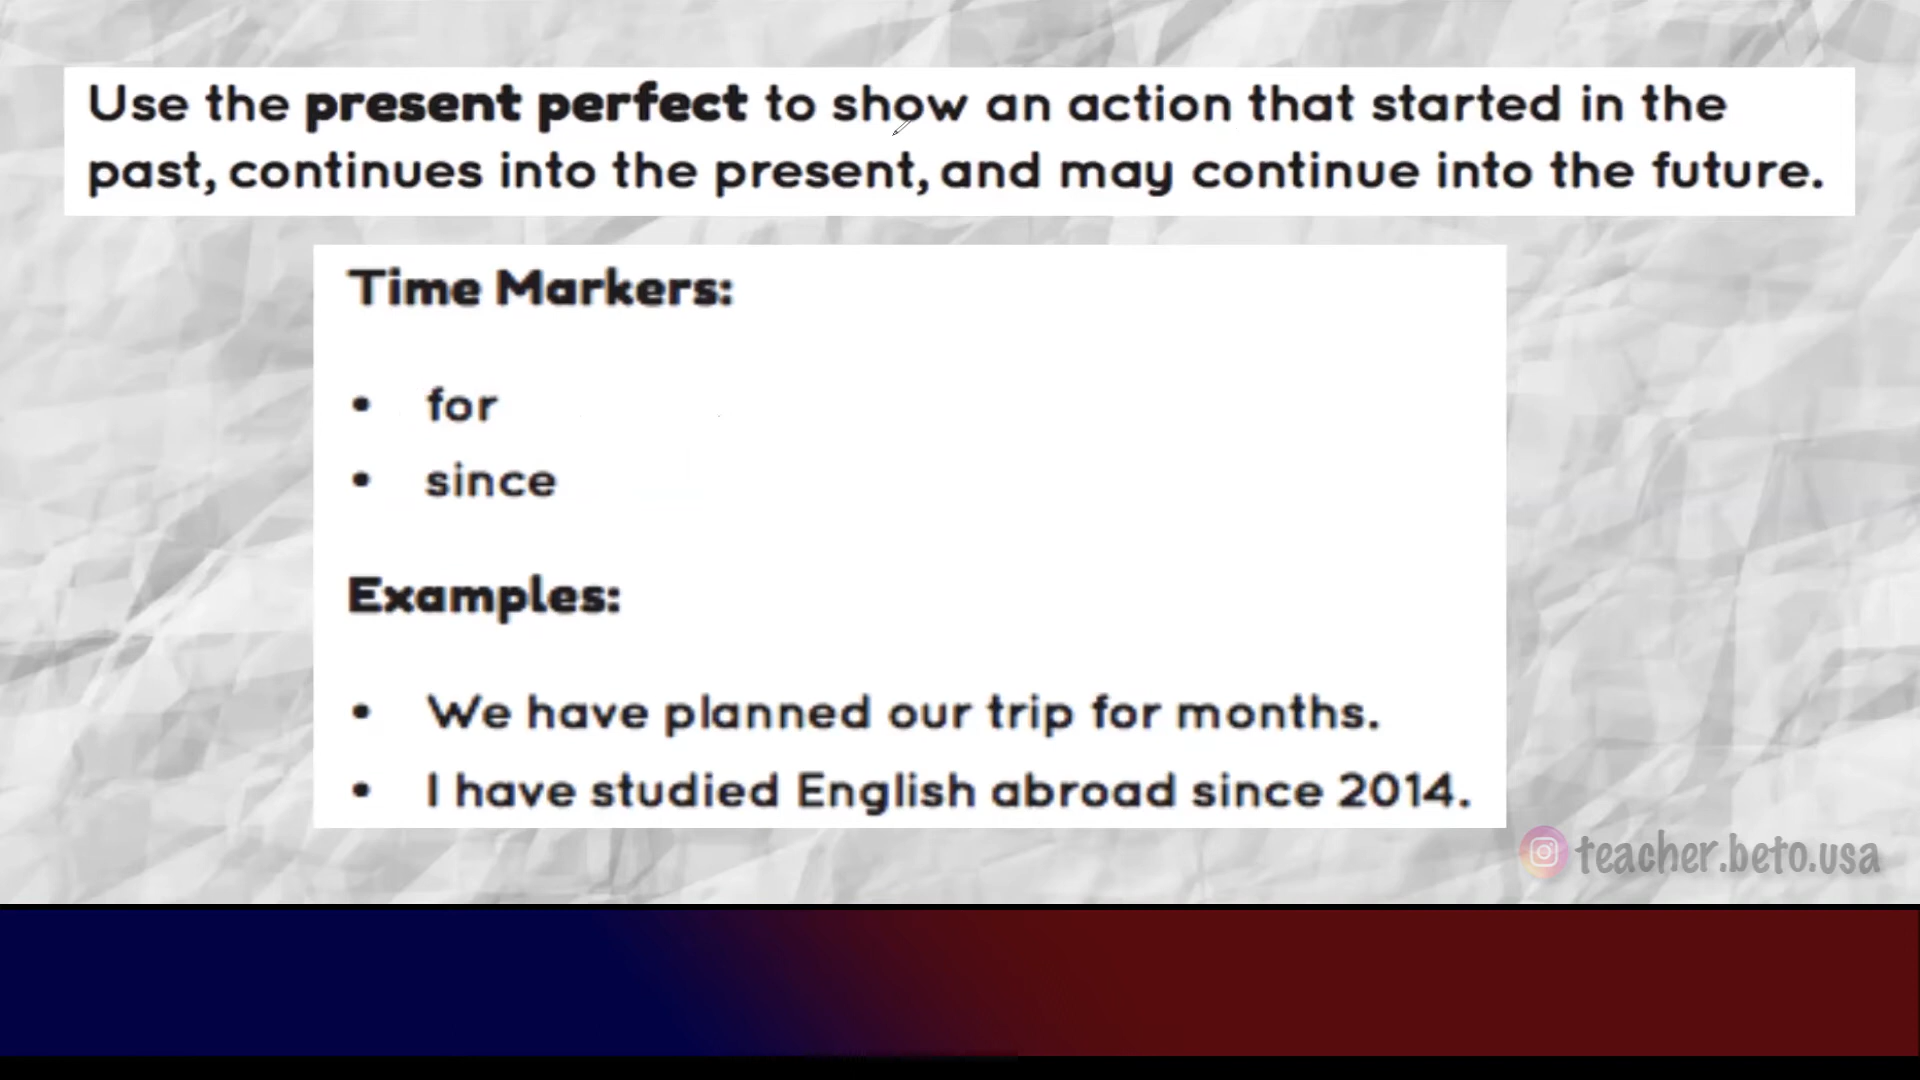 Use the present perfect to show an action that started in the
past, continues into the present, and may continue into the future.
Time Markers:
• for
• since
Examples:
• We have planned our trip for months.
• I have studied English abroad since 2014.
teacher.beto.usa